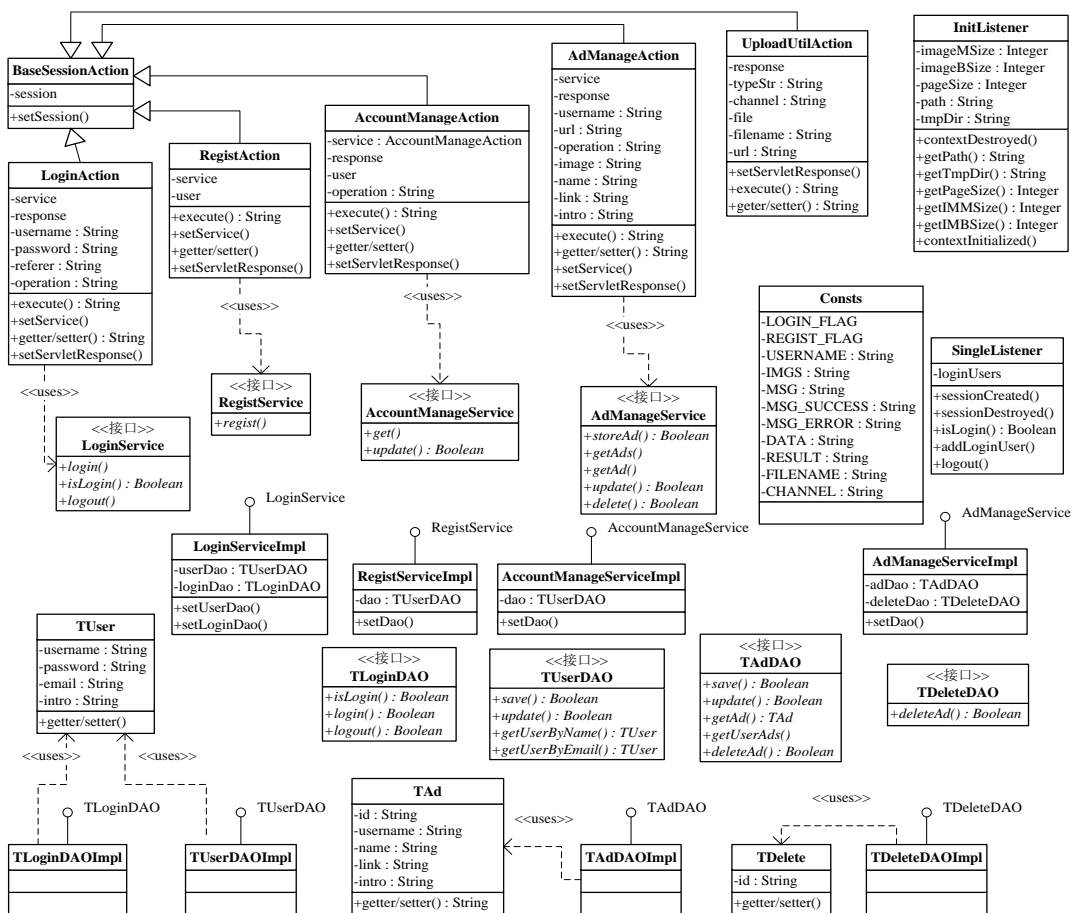 BaseSessionAction
-session
+setSession()
LoginAction
-service
-response
-username : String
-password : String
-referer : String
-operation : String
+execute() : String
+setService()
+getter/setter() : String
+setServletResponse()
<<uses>>
RegistAction
-service
-user
+execute() : String
+setService()
+getter/setter()
+setServletResponse()
<<uses>>
AccountManageAction
-service : AccountManageAction
-response
-user
-operation : String
+execute() : String
+setService()
+getter/setter()
+setServletResponse()
<<uses>>
AdManageAction
-service
-response
-username : String
-url : String
-operation : String
-image : String
-name : String
-link : String
-intro : String
+execute() : String
+getter/setter() : String
+setService()
+setServletResponse()
<<uses>>
UploadUtilAction
-response
-typeStr : String
-channel : String
-file
-filename : String
-url : String
+setServletResponse()
+execute() : String
+geter/setter() : String
InitListener
-imageMSize : Integer
-imageBSize : Integer
-pageSize : Integer
-path : String
-tmpDir : String
+contextDestroyed()
+getPath() : String
+getTmpDir() : String
+getPageSize() : Integer
+getIMMSize() : Integer
+getIMBSize() : Integer
+contextInitialized()
<<接口>>
LoginService
+login()
+isLogin() : Boolean
+logout()
<<接口>>
RegistService
+regist()
<<接口>>
AccountManageService
+get()
+update() : Boolean
<<接口>>
AdManageService
+storeAd() : Boolean
+getAds()
+getAd()
+update() : Boolean
+delete() : Boolean
Consts
-LOGIN_FLAG
-REGIST_FLAG
-USERNAME : String
-IMGS : String
-MSG : String
-MSG_SUCCESS : String
-MSG_ERROR : String
-DATA : String
-RESULT : String
-FILENAME : String
-CHANNEL : String
SingleListener
-loginUsers
+sessionCreated()
+sessionDestroyed()
+isLogin() : Boolean
+addLoginUser()
+logout()
LoginService
LoginServiceImpl
-userDao : TUserDAO
-loginDao : TLoginDAO
+setUserDao()
+setLoginDao()
RegistService
RegistServiceImpl
-dao : TUserDAO
+setDao()
AccountManageService
AccountManageServiceImpl
-dao : TUserDAO
+setDao()
AdManageService
AdManageServiceImpl
-adDao : TAdDAO
-deleteDao : TDeleteDAO
+setDao()
TUser
-username : String
-password : String
-email : String
-intro : String
+getter/setter()
<<uses>>
<<uses>>
<<接口>>
TLoginDAO
+isLogin() : Boolean
+login() : Boolean
+logout() : Boolean
<<接口>>
TUserDAO
+save() : Boolean
+update() : Boolean
+getUserByName() : TUser
+getUserByEmail() : TUser
<<接口>>
TAdDAO
+save() : Boolean
+update() : Boolean
+getAd() : TAd
+getUserAds()
+deleteAd() : Boolean
<<接口>>
TDeleteDAO
+deleteAd() : Boolean
TLoginDAO
TLoginDAOImpl
TUserDAO
TUserDAOImpl
TAd
-id : String
-username : String
-name : String
-link : String
-intro : String
+getter/setter() : String
<<uses>>
TAdDAO
TAdDAOImpl
<<uses>>
TDelete
-id : String
+getter/setter()
TDeleteDAO
TDeleteDAOImpl